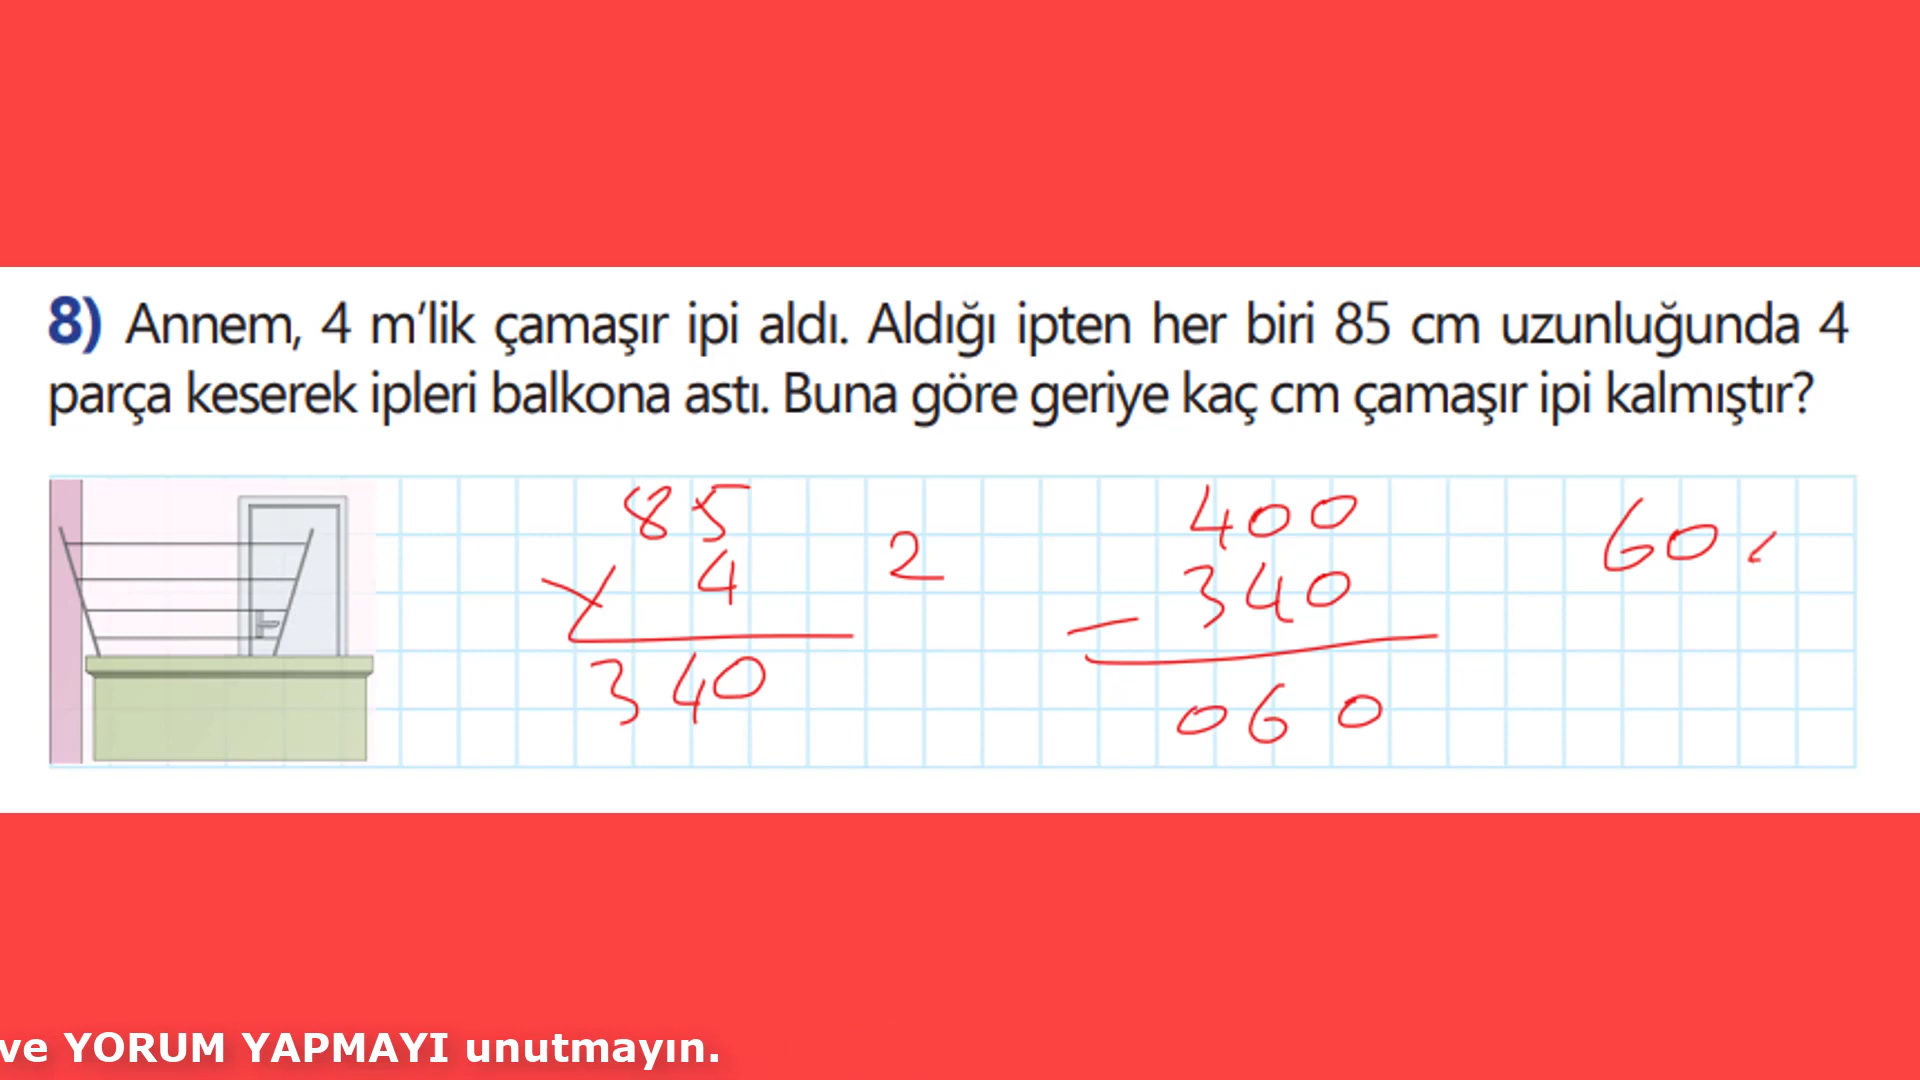 8) Annem, 4 m’lik çamaşır ipi aldı. Aldığı ipten her biri 85 cm uzunluğunda 4
parça keserek ipleri balkona astı. Buna göre geriye kaç cm çamaşır ipi kalmıştır?
85
x 4
340
2
400
- 340
060
60
ve YORUM YAPMAYI unutmayın.